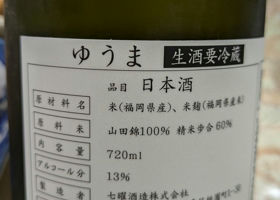 ゆうま 生酒要冷蔵
品目 日本酒
原材料名 米(福岡県産)、米麹(福岡県産米)
原料米 山田錦100% 精米歩合60%
内容量 720ml
アルコール分 13%
製造者 七曜酒造株式会社